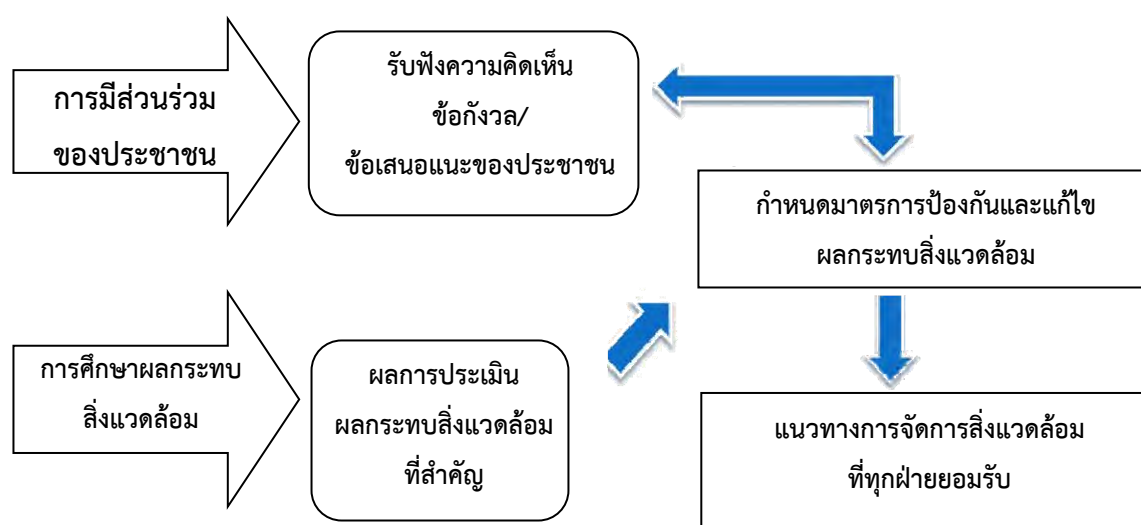 การมีส่วนร่วม
ของประชาชน
รับฟังความคิดเห็น
ข้อกังวล/
ข้อเสนอแนะของประชาชน
กำหนดมาตรการป้องกันและแก้ไข
ผลกระทบสิ่งแวดล้อม
การศึกษาผลกระทบ
สิ่งแวดล้อม
ผลการประเมิน
ผลกระทบสิ่งแวดล้อม
ที่สำคัญ
แนวทางการจัดการสิ่งแวดล้อม
ที่ทุกฝ่ายยอมรับ